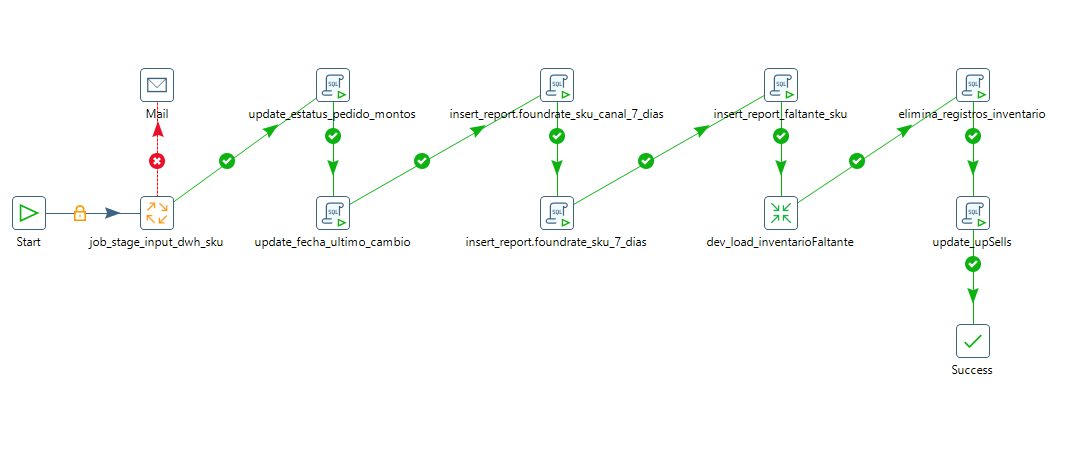 SQL
SQL
SQL
SQL
Mail
update_estatus_pedido_montos
insert_report.foundrate_sku_canal_7_dias
insert_report_faltante_sku
elimina_registros_inventario
SQL
SQL
SQL
Start
job_stage_input_dwh_sku
update_fecha_ultimo_cambio
insert_report.foundrate_sku_7_dias
dev_load_inventarioFaltante
update_upSells
Success